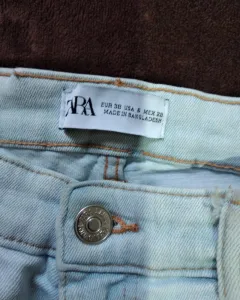 ZARA
EUR 38 USA 6 MEX 28
MADE IN BANGLADESH